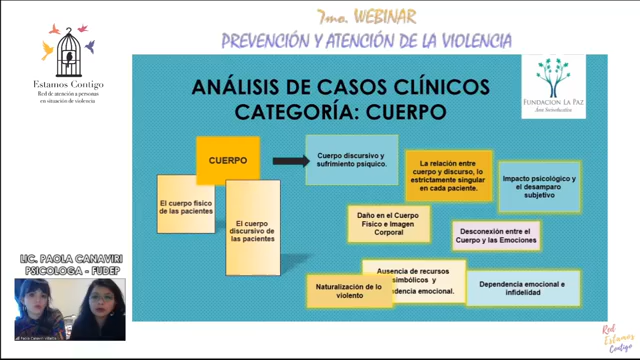 7mo. WEBINAR
PREVENCIÓN Y ATENCIÓN DE LA VIOLENCIA
Estamos Contigo
Red de atención a personas
en situación de violencia
ANÁLISIS DE CASOS CLÍNICOS
CATEGORÍA: CUERPO
FUNDACION LA PAZ
CUERPO
El cuerpo físico
de las pacientes
El cuerpo
discursivo de
las pacientes
Cuerpo discursivo y
sufrimiento psíquico.
La relación entre
cuerpo y discurso, lo
estrictamente singular
en cada paciente.
Impacto psicológico y
el desamparo
subjetivo
Daño en el Cuerpo
Físico e Imagen
Corporal
Desconexión entre el
Cuerpo y las Emociones
Ausencia de recursos
simbólicos y
endencia emocional.
Naturalización de lo
violento
Dependencia emocional e
infidelidad
LIC. PAOLA CANAVIRI
PSICOLOGA - FUDEP
Red
Estamos
Contigo